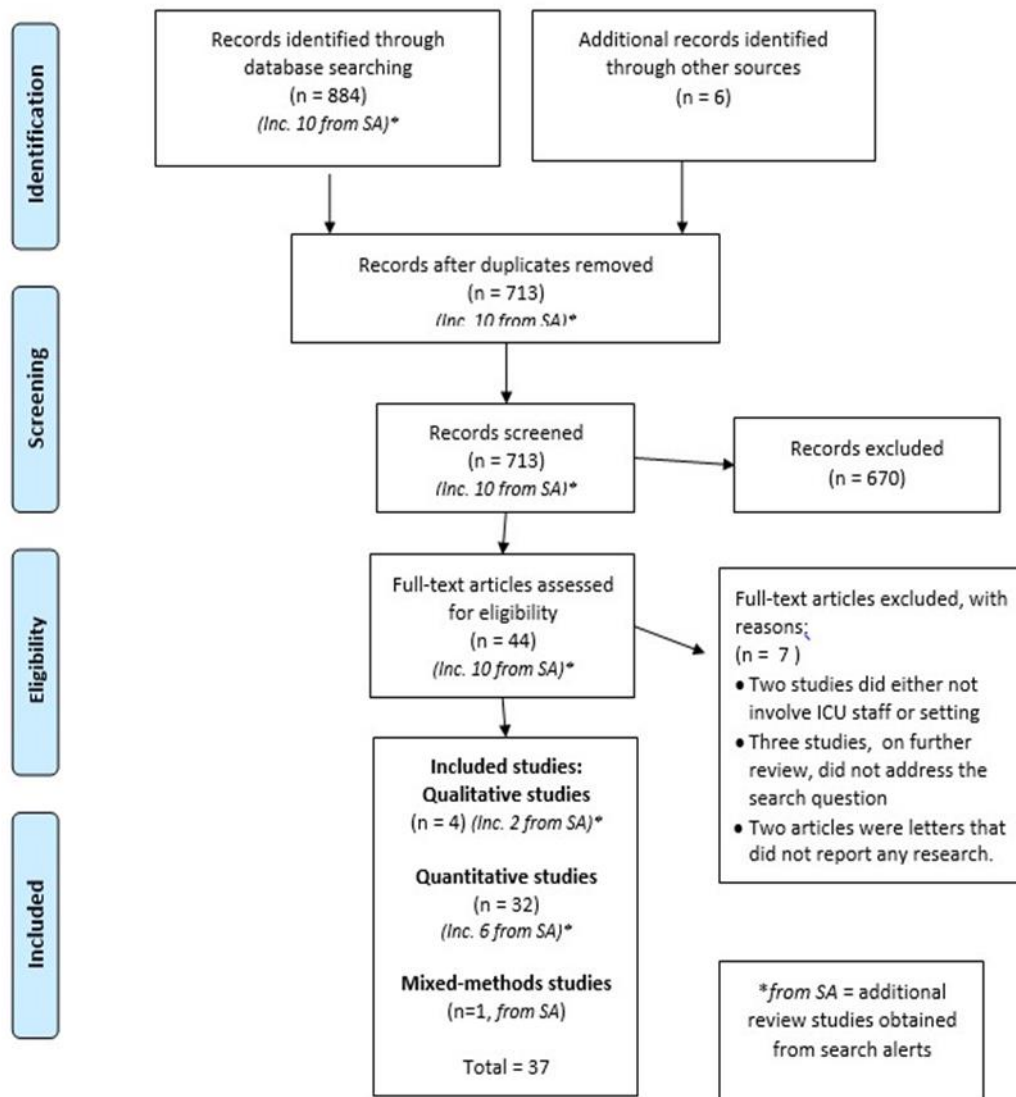 Identification
Records identified through
database searching
(n = 884)
(Inc. 10 from SA)*
Additional records identified
through other sources
(n = 6)
Records after duplicates removed
(n = 713)
(Inc. 10 from SA)*
Screening
Records screened
(n = 713)
(Inc. 10 from SA)*
Records excluded
(n = 670)
Eligibility
Full-text articles assessed
for eligibility
(n = 44)
(Inc. 10 from SA)*
Full-text articles excluded, with
reasons;
(n = 7 )
• Two studies did either not
involve ICU staff or setting
• Three studies, on further
review, did not address the
search question
• Two articles were letters that
did not report any research.
Included
Included studies:
Qualitative studies
(n = 4) (Inc. 2 from SA)*
Quantitative studies
(n = 32)
(Inc. 6 from SA)*
Mixed-methods studies
(n=1, from SA)
Total = 37
*from SA = additional
review studies obtained
from search alerts